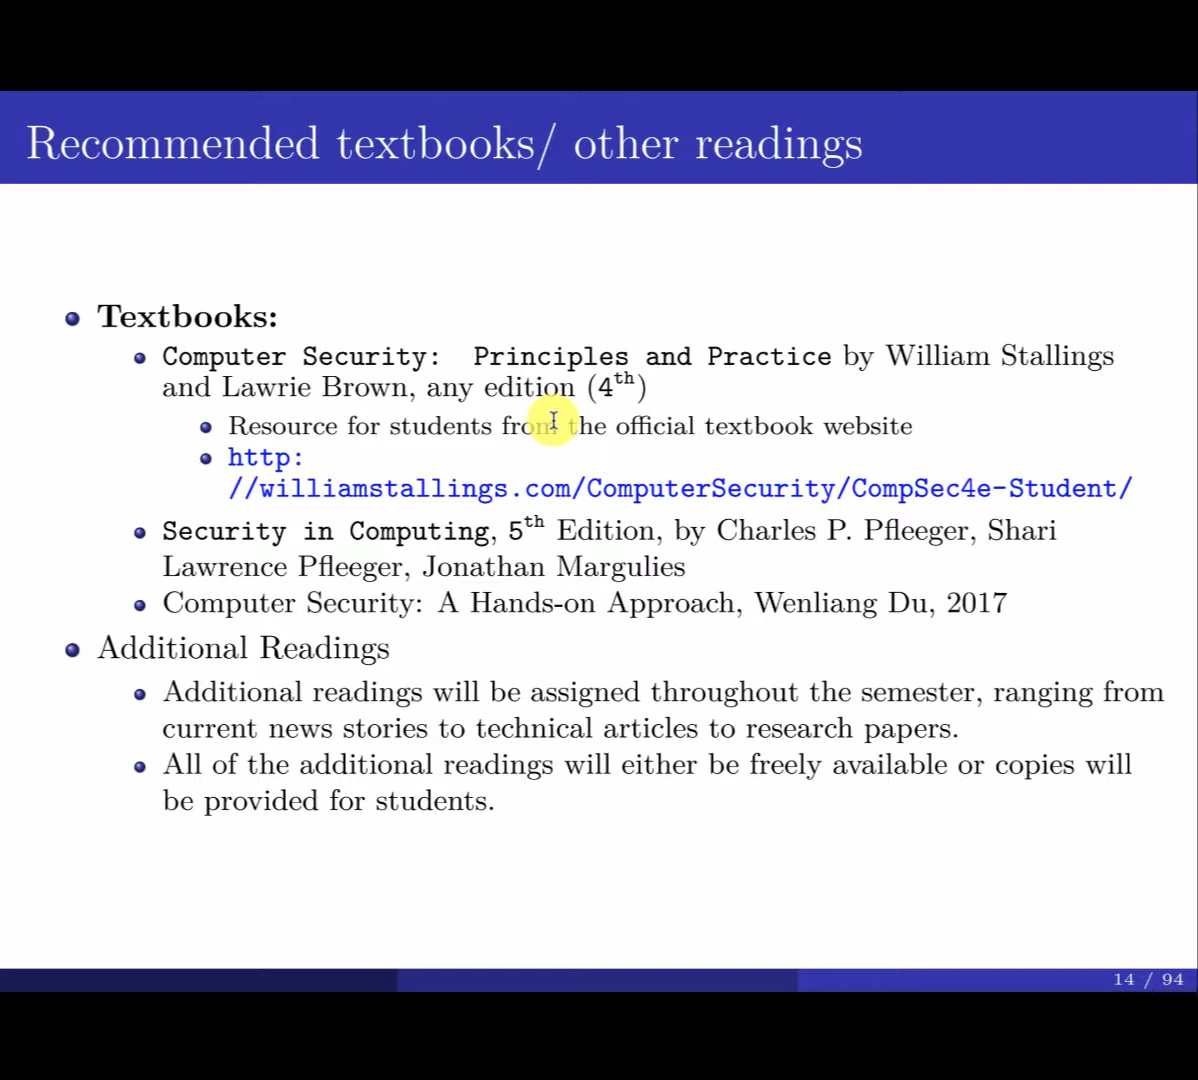 Recommended textbooks/ other readings
Textbooks:
Computer Security: Principles and Practice by William Stallings
and Lawrie Brown, any edition (4th)
Resource for students from the official textbook website
http:
//williamstallings.com/ComputerSecurity/CompSec4e-Student/
Security in Computing, 5th Edition, by Charles P. Pfleeger, Shari
Lawrence Pfleeger, Jonathan Margulies
Computer Security: A Hands-on Approach, Wenliang Du, 2017
Additional Readings
Additional readings will be assigned throughout the semester, ranging from
current news stories to technical articles to research papers.
All of the additional readings will either be freely available or copies will
be provided for students.
14 / 94